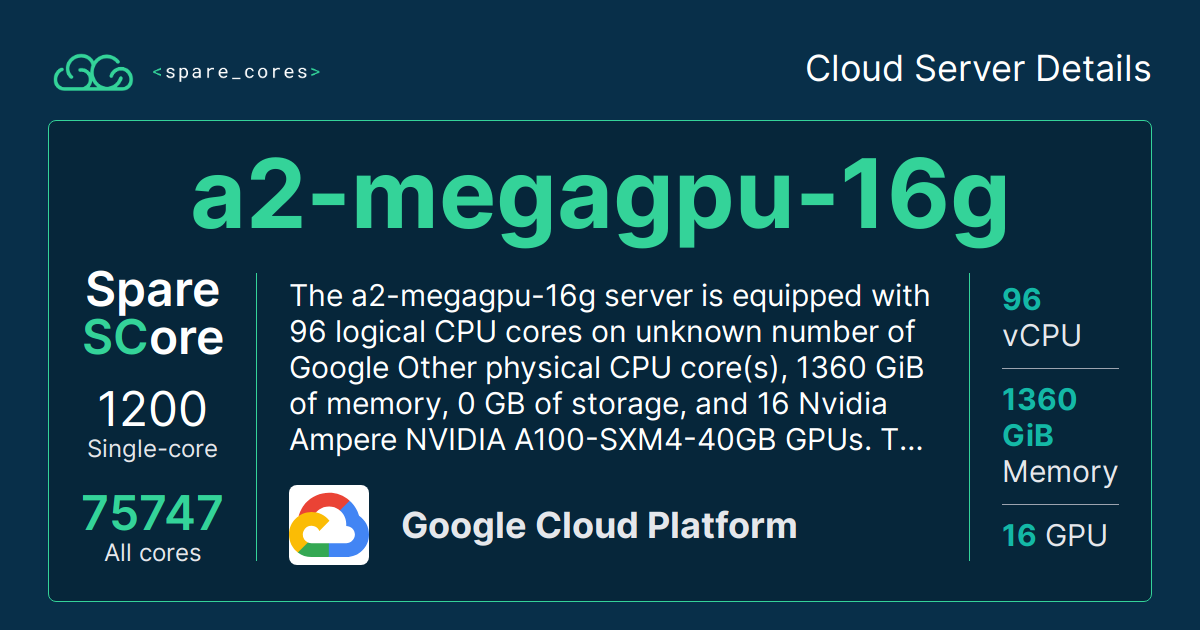 <spare_cores>
Cloud Server Details
a2-megagpu-16g
Spare
SCore
1200
Single-core
75747
All cores
The a2-megagpu-16g server is equipped with
96 logical CPU cores on unknown number of
Google Other physical CPU core(s), 1360 GiB
of memory, 0 GB of storage, and 16 Nvidia
Ampere NVIDIA A100-SXM4-40GB GPUs. T...
Google Cloud Platform
96
vCPU
1360
GiB
Memory
16 GPU